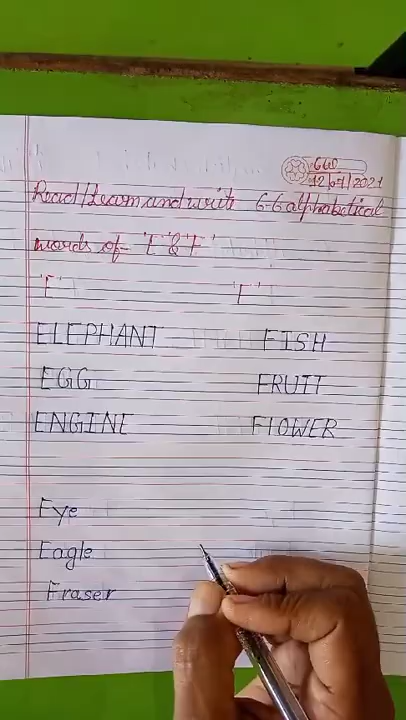 C.W
12/07/2021
Read/Learn and write 6-6 alphabetical
words of 'E' & 'F'
'E' 'F'
ELEPHANT FISH
EGG FRUIT
ENGINE FLOWER
Eye
Eagle
Eraser